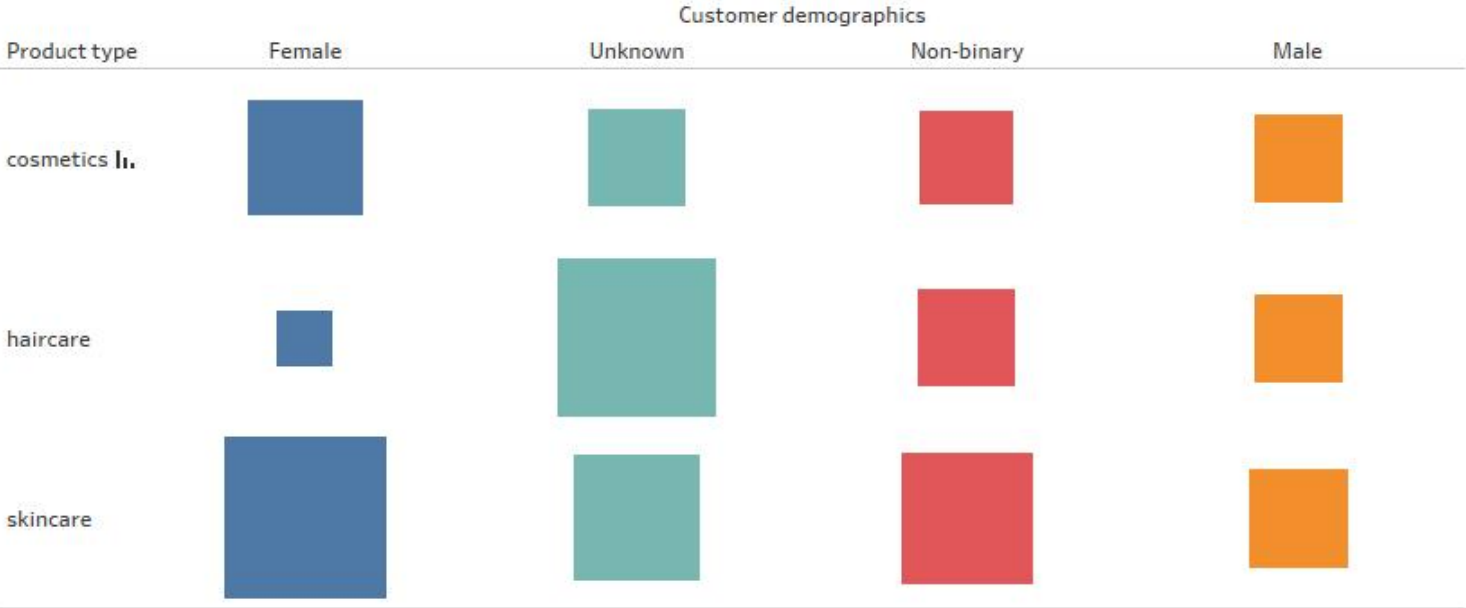 Customer demographics
Product type Female Unknown Non-binary Male
cosmetics
haircare
skincare